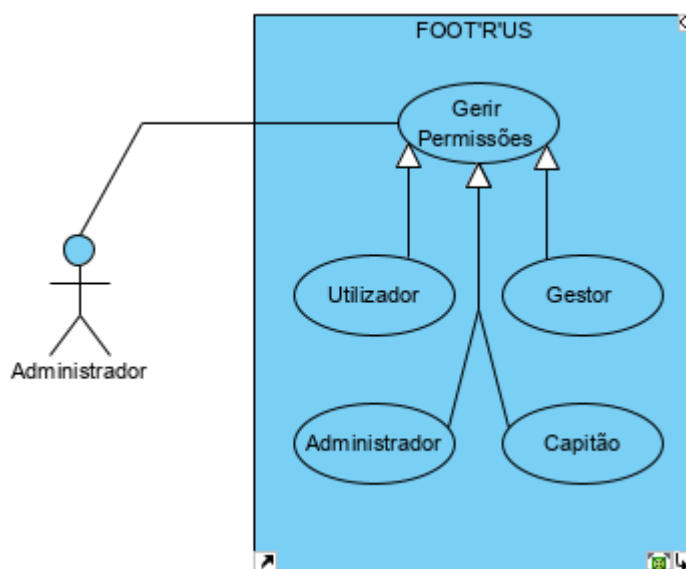 FOOT"R"US
Gerir
Permissões
Utilizador
Gestor
Administrador
Administrador
Capitão